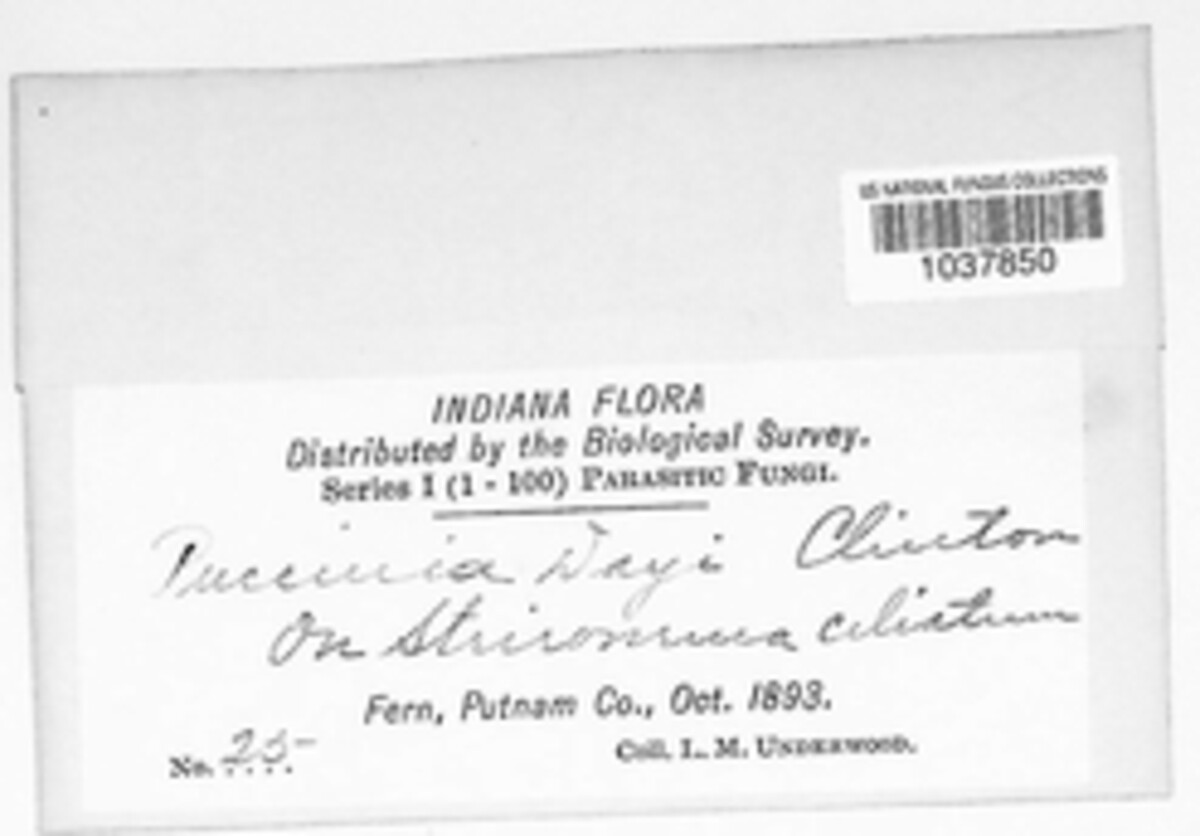 US NATIONAL FUNGUS COLLECTIONS
1037850
INDIANA FLORA
Distributed by the Biological Survey.
Series I (1 - 100) PARASITIC FUNGI.
Puccinia Dayi Clinton
On Steironema ciliatum
Fern, Putnam Co., Oct. 1893.
No. 25
Coll. L. M. UNDERWOOD.